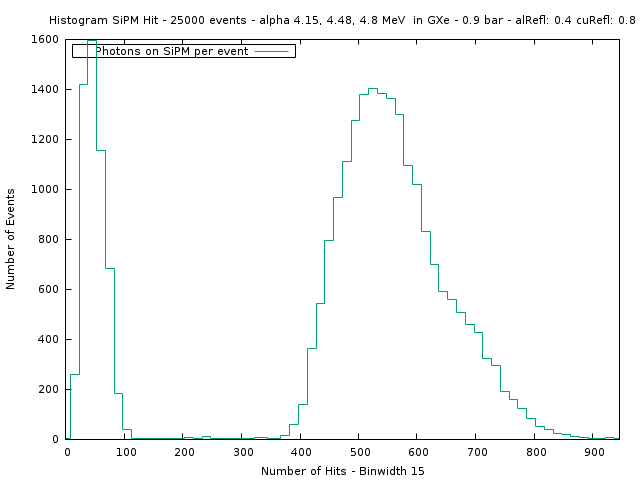 Histogram SiPM Hit - 25000 events - alpha 4.15, 4.48, 4.8 MeV in GXe - 0.9 bar - alRefl: 0.4 cuRefl: 0.8
Photons on SiPM per event
1600
1400
1200
1000
800
600
400
200
0
Number of Events
0 100 200 300 400 500 600 700 800 900
Number of Hits - Binwidth 15